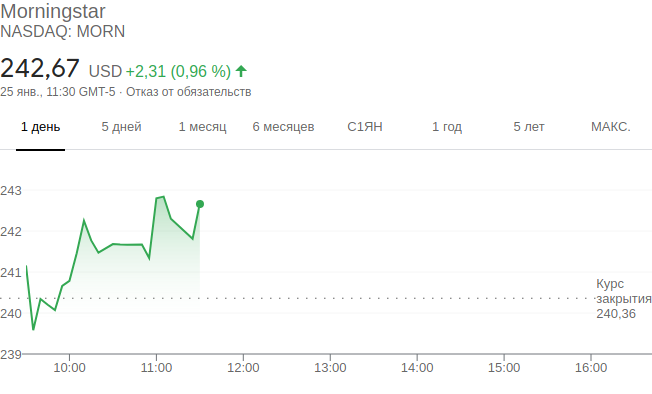 Morningstar
NASDAQ: MORN
242,67 USD +2,31 (0,96 %)
25 янв., 11:30 GMT-5 · Отказ от обязательств
1 день 5 дней 1 месяц 6 месяцев С1ЯН 1 год 5 лет МАКС.
243
242
241
Курс
закрытия
240,36
240
239
10:00 11:00 12:00 13:00 14:00 15:00 16:00